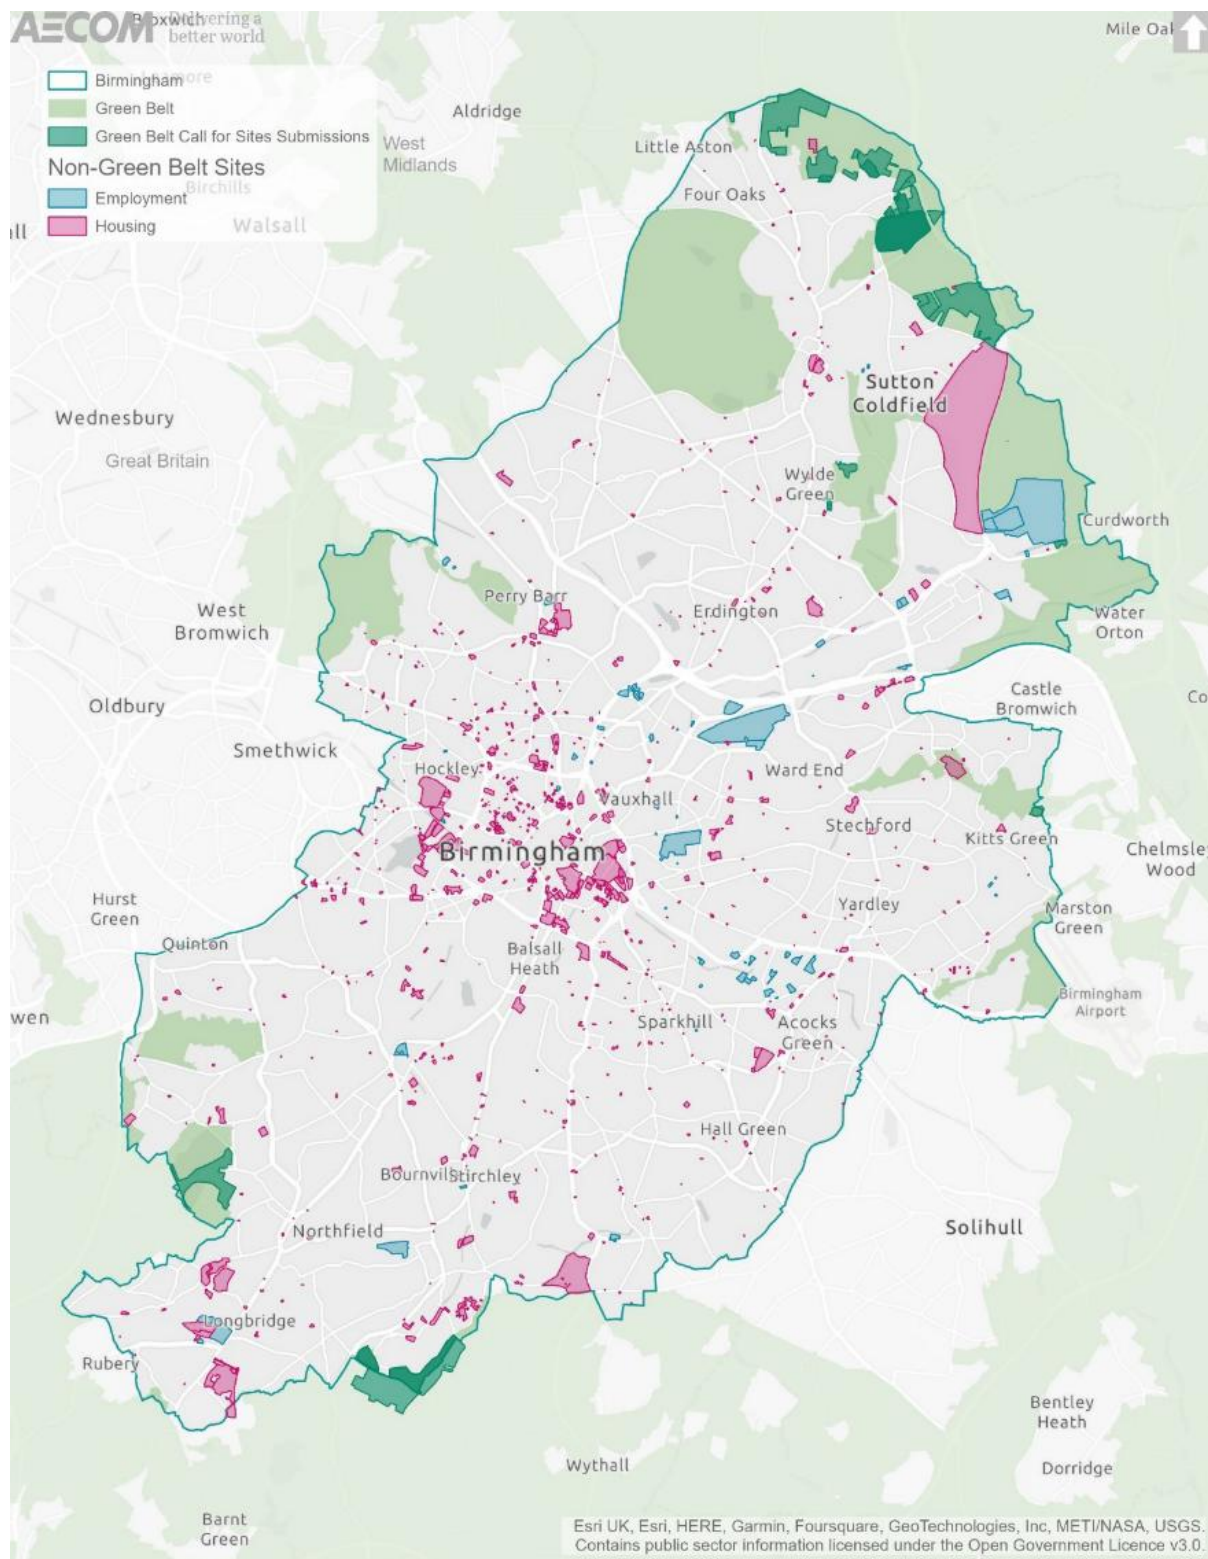 AECOM
Delivering a
better world
Mile Oak
Birmingham
Green Belt
Green Belt Call for Sites Submissions
Non-Green Belt Sites
Birchills
Employment
Housing
Walsall
Aldridge
West
Midlands
Little Aston
Four Oaks
Sutton
Coldfield
Wednesbury
Great Britain
Wylde
Green
Curdworth
Perry Barr
Erdington
West
Bromwich
Water
Orton
Castle
Bromwich
Oldbury
Smethwick
Hockley
Ward End
Vauxhall
Stechford
Kitts Green
Birmingham
Chelmsley
Wood
Hurst
Green
Yardley
Marston
Green
Quinton
Balsall
Heath
Birmingham
Airport
wen
Sparkhill
Acocks
Green
Hall Green
Bournville
Stirchley
Northfield
Solihull
Longbridge
Rubery
Bentley
Heath
Wythall
Dorridge
Barnt
Green
Esri UK, Esri, HERE, Garmin, Foursquare, GeoTechnologies, Inc, METI/NASA, USGS.
Contains public sector information licensed under the Open Government Licence v3.0.